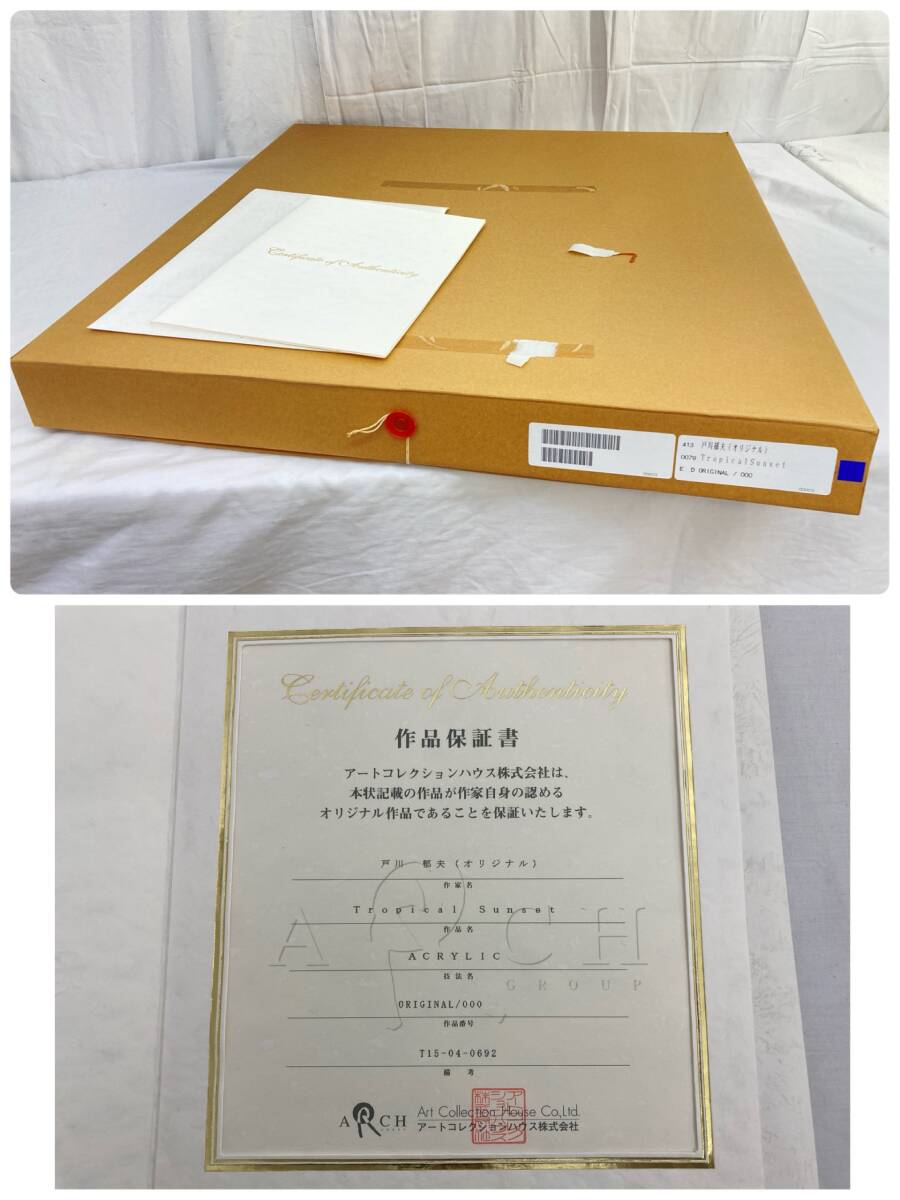 Certificate of Authenticity
413 戸川郁夫(オリジナル)
0079 Tropical Sunset
E D ORIGINAL / 000
Certificate of Authenticity
作品保証書
アートコレクションハウス株式会社は、
本状記載の作品が作家自身の認める
オリジナル作品であることを保証いたします。
戸川 郁夫(オリジナル)
作家名
Tropical Sunset
作品名
ARCH
ACRYLIC
技法名
GROUP
ORIGINAL/000
作品番号
T15-04-0692
備 考
ARCH
Art Collection House Co.,Ltd.
アートコレクションハウス株式会社